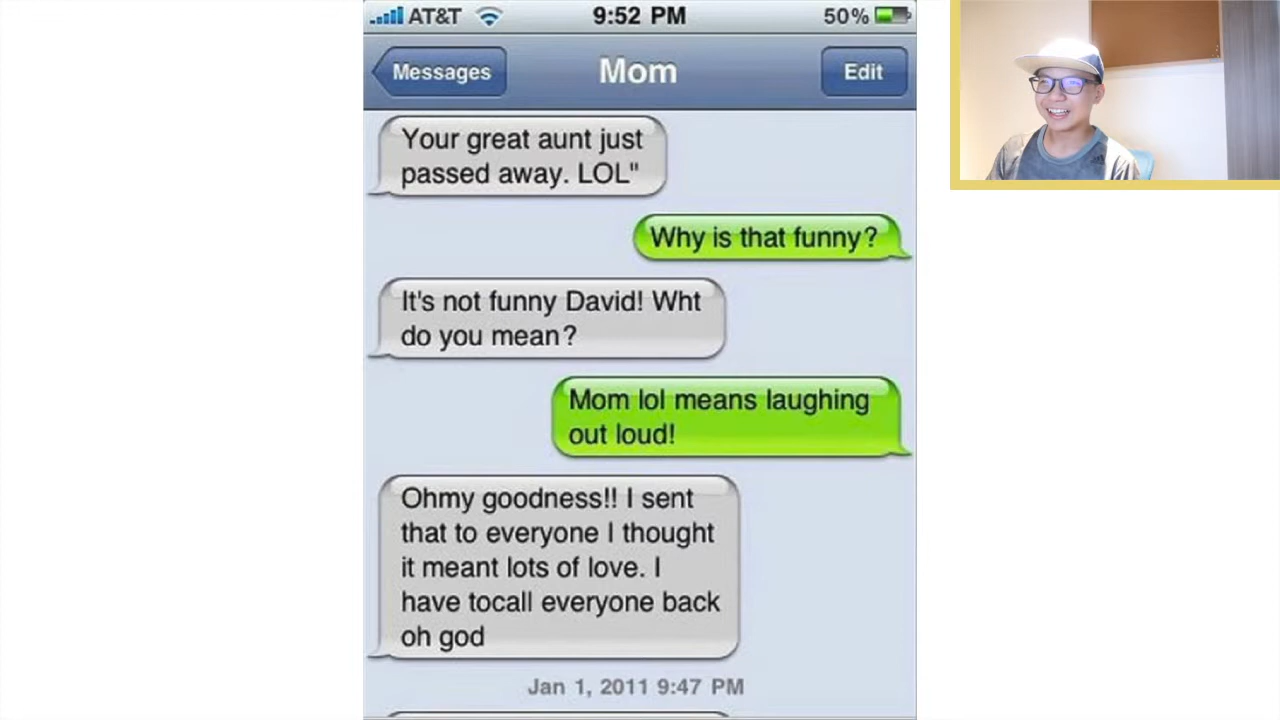 AT&T 9:52 PM 50%
Messages Mom Edit
Your great aunt just
passed away. LOL"
Why is that funny?
It's not funny David! Wht
do you mean?
Mom lol means laughing
out loud!
Ohmy goodness!! I sent
that to everyone I thought
it meant lots of love. I
have tocall everyone back
oh god
Jan 1, 2011 9:47 PM